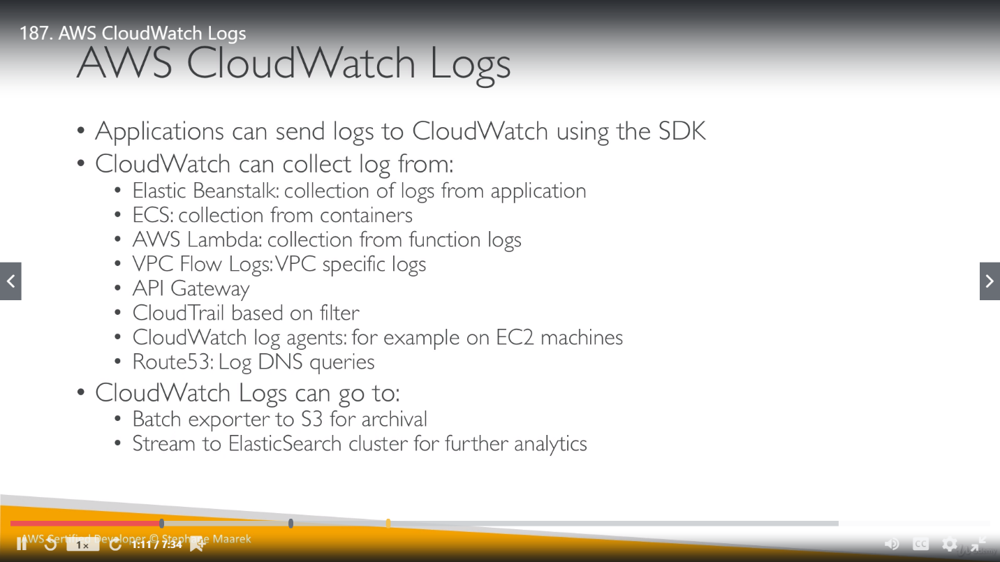 187. AWS CloudWatch Logs
AWS CloudWatch Logs
• Applications can send logs to CloudWatch using the SDK
• CloudWatch can collect log from:
• Elastic Beanstalk: collection of logs from application
• ECS: collection from containers
• AWS Lambda: collection from function logs
• VPC Flow Logs: VPC specific logs
• API Gateway
• CloudTrail based on filter
• CloudWatch log agents: for example on EC2 machines
• Route53: Log DNS queries
• CloudWatch Logs can go to:
• Batch exporter to S3 for archival
• Stream to ElasticSearch cluster for further analytics
AWS Certified Developer © Stephane Maarek
1x
1:11 / 7:34
CC
Udemy